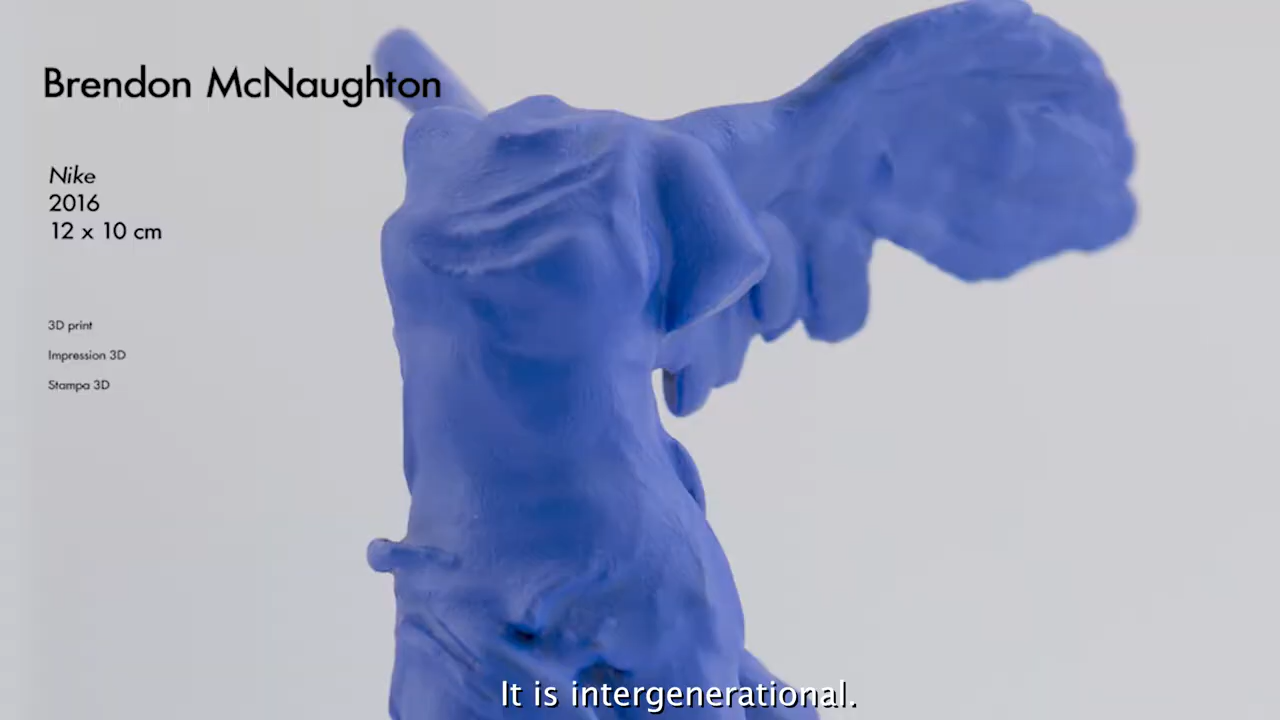 Brendon McNaughton
Nike
2016
12 x 10 cm
3D print
Impression 3D
Stampa 3D
It is intergenerational.